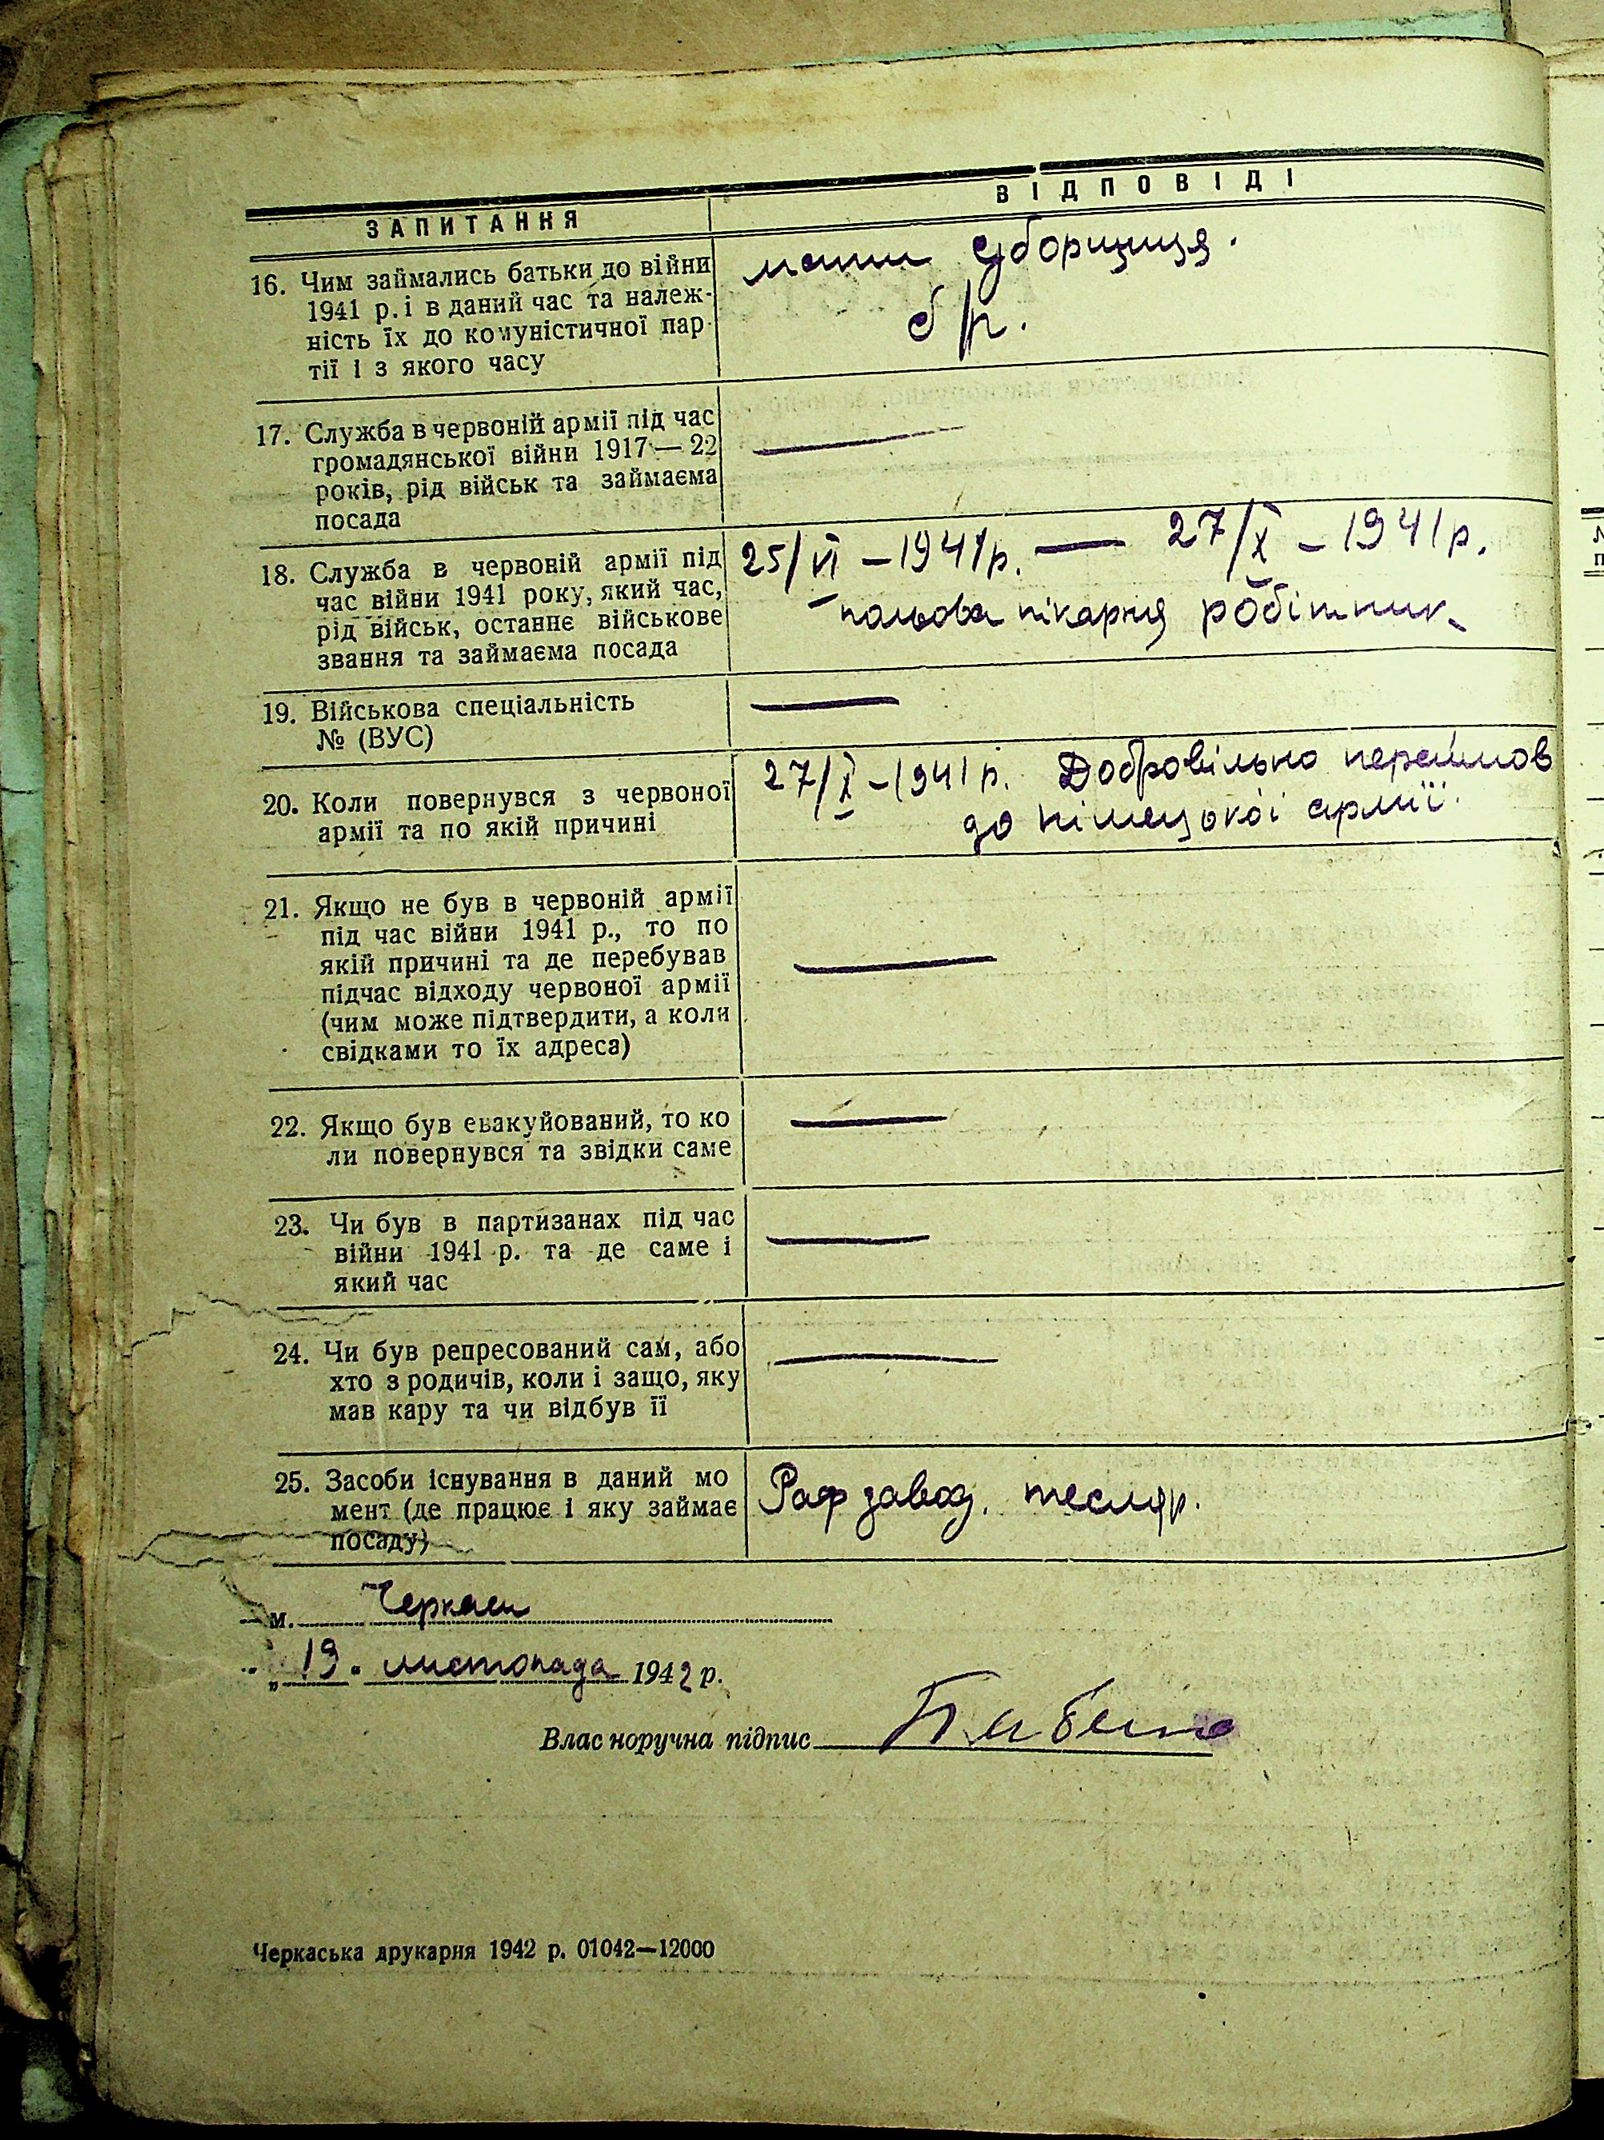 ЗАПИТАННЯ
ВІДПОВІДІ
16. Чим займались батьки до війни
1941 р. і в даний час та належ-
ність їх до комуністичної пар-
тії і з якого часу
мати уборщиця.
б/п.
17. Служба в червоній армії під час
громадянської війни 1917 — 22
років, рід військ та займаєма
посада
18. Служба в червоній армії під
час війни 1941 року, який час,
рід військ, останнє військове
звання та займаєма посада
25/VI – 1941 р. — 27/X – 1941 р.
польова пікарня робітник
19. Військова спеціальність
№ (ВУС)
20. Коли повернувся з червоної
армії та по якій причині
27/X – 1941 р. Добровільно перейшов
до німецької армії.
21. Якщо не був в червоній армії
під час війни 1941 р., то по
якій причині та де перебував
підчас відходу червоної армії
(чим може підтвердити, а коли
свідками то їх адреса)
22. Якщо був евакуйований, то ко
ли повернувся та звідки саме
23. Чи був в партизанах під час
війни 1941 р. та де саме і
який час
24. Чи був репресований сам, або
хто з родичів, коли і защо, яку
мав кару та чи відбув її
25. Засоби існування в даний мо
мент (де працює і яку займає
посаду)
Раф завод. тесляр.
м. Черкаси
„19. листопада 1942 р.
Влас норучна підпис
Черкаська друкарня 1942 р. 01042—12000